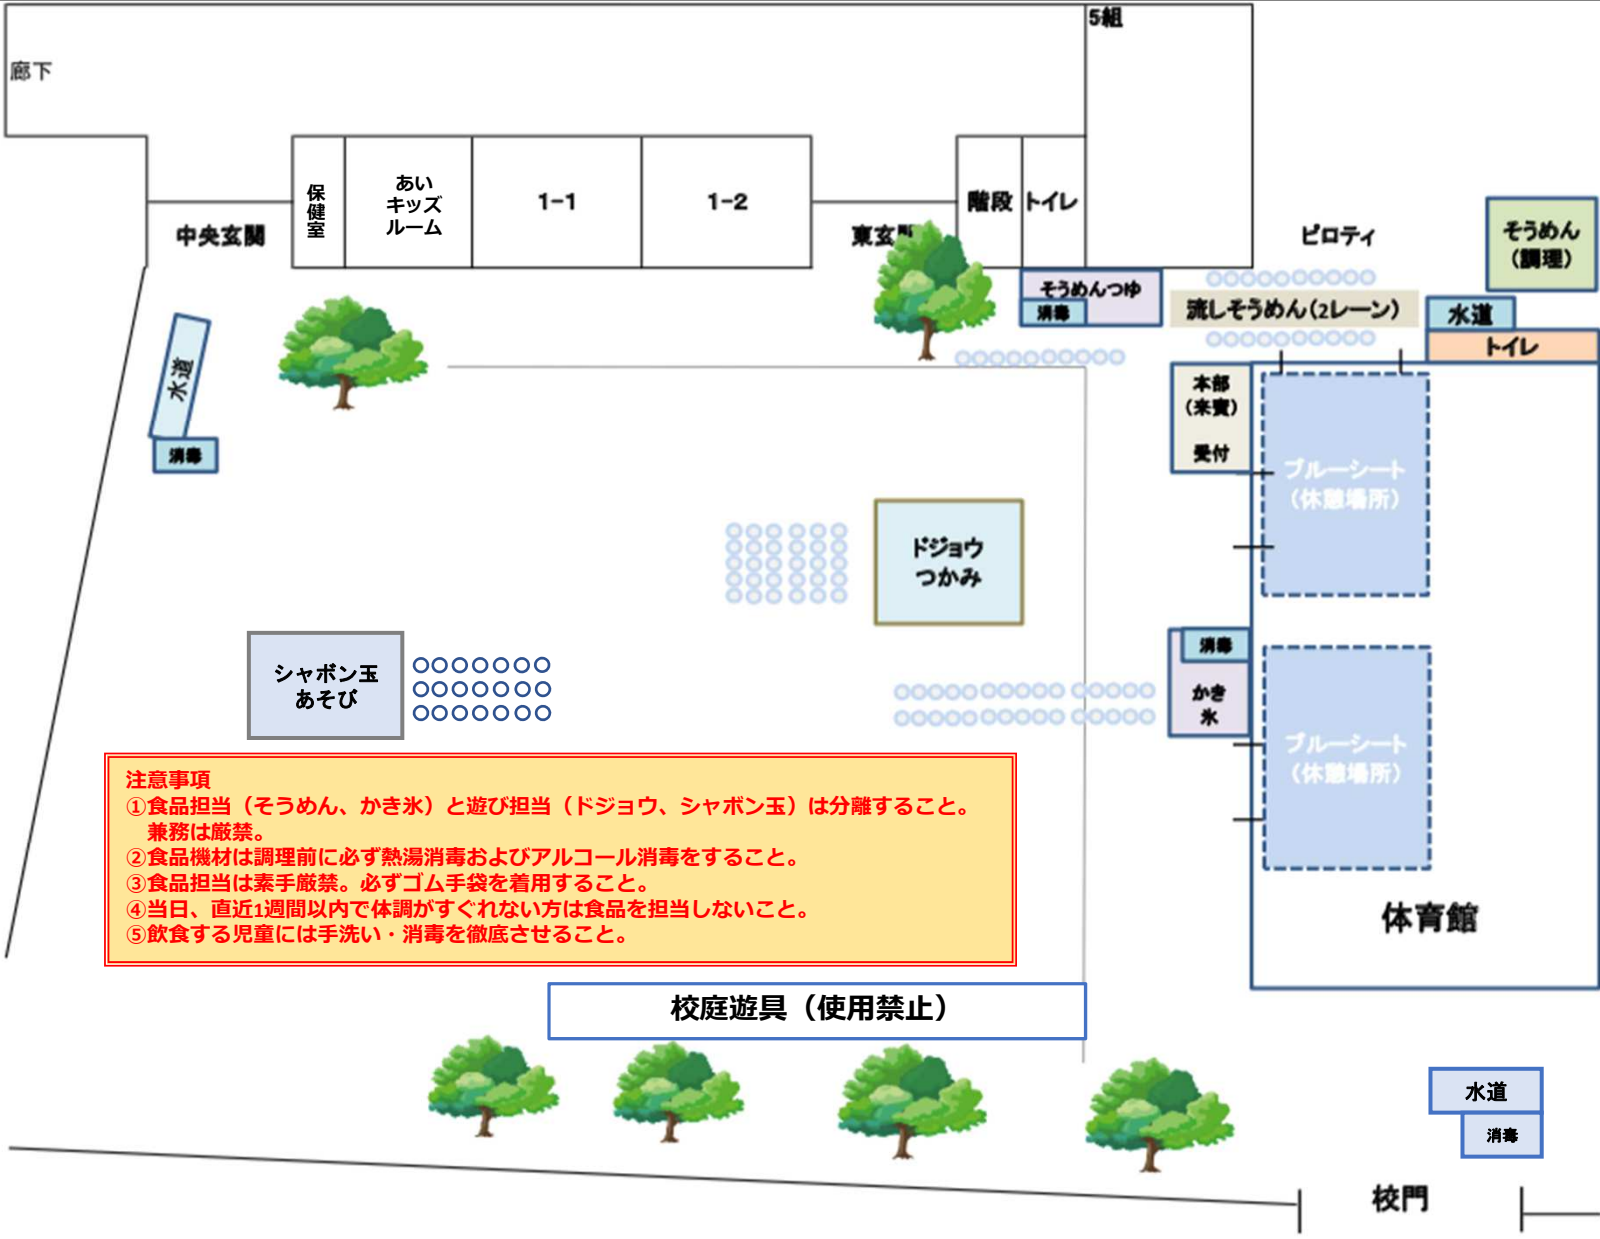 5組
廊下
保健室
あい
キッズ
ルーム
1-1
1-2
階段
トイレ
中央玄関
東玄
ピロティ
そうめん
(調理)
そうめんつゆ
消毒
流しそうめん(2レーン)
水道
トイレ
水道
消毒
本部
(来賓)
受付
ブルーシート
(休憩場所)
ドジョウ
つかみ
シャボン玉
あそび
消毒
かき
氷
ブルーシート
(休憩場所)
注意事項
①食品担当（そうめん、かき氷）と遊び担当（ドジョウ、シャボン玉）は分離すること。
兼務は厳禁。
②食品機材は調理前に必ず熱湯消毒およびアルコール消毒をすること。
③食品担当は素手厳禁。必ずゴム手袋を着用すること。
④当日、直近1週間以内で体調がすぐれない方は食品を担当しないこと。
⑤飲食する児童には手洗い・消毒を徹底させること。
体育館
校庭遊具（使用禁止）
水道
消毒
校門